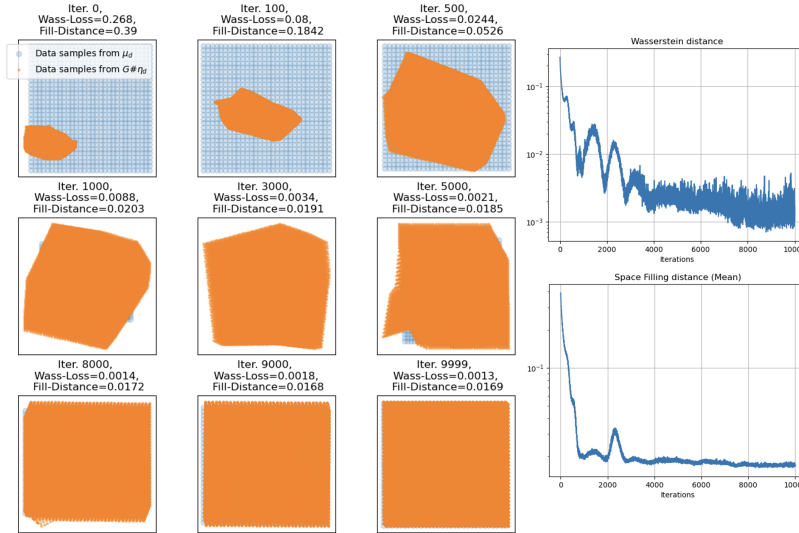 Iter. 0,
Wass-Loss=0.268,
Fill-Distance=0.39
Iter. 100,
Wass-Loss=0.08,
Fill-Distance=0.1842
Iter. 500,
Wass-Loss=0.0244,
Fill-Distance=0.0526
Data samples from μ_d
Data samples from G#η_d
Iter. 1000,
Wass-Loss=0.0088,
Fill-Distance=0.0203
Iter. 3000,
Wass-Loss=0.0034,
Fill-Distance=0.0191
Iter. 5000,
Wass-Loss=0.0021,
Fill-Distance=0.0185
Iter. 8000,
Wass-Loss=0.0014,
Fill-Distance=0.0172
Iter. 9000,
Wass-Loss=0.0018,
Fill-Distance=0.0168
Iter. 9999,
Wass-Loss=0.0013,
Fill-Distance=0.0169
Wasserstein distance
10⁻¹
10⁻²
10⁻³
0 2000 4000 6000 8000 1000
Iterations
Space Filling distance (Mean)
10⁻¹
0 2000 4000 6000 8000 1000
Iterations